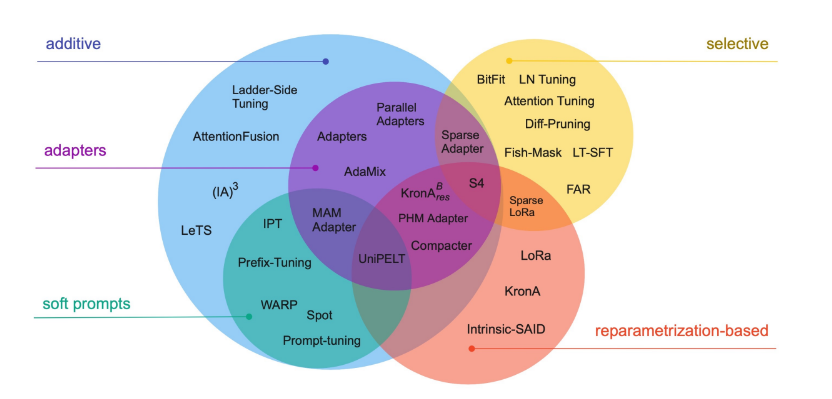 additive
selective
BitFit LN Tuning
Ladder-Side
Tuning
Attention Tuning
Parallel
Adapters
Diff-Pruning
AttentionFusion
Adapters
Sparse
Adapter
adapters
Fish-Mask LT-SFT
AdaMix
(IA)³
KronAᴮres
S4
FAR
Sparse
LoRa
MAM
Adapter
PHM Adapter
IPT
LeTS
Compacter
Prefix-Tuning
UniPELT
LoRa
KronA
soft prompts
WARP
Spot
Prompt-tuning
Intrinsic-SAID
reparametrization-based